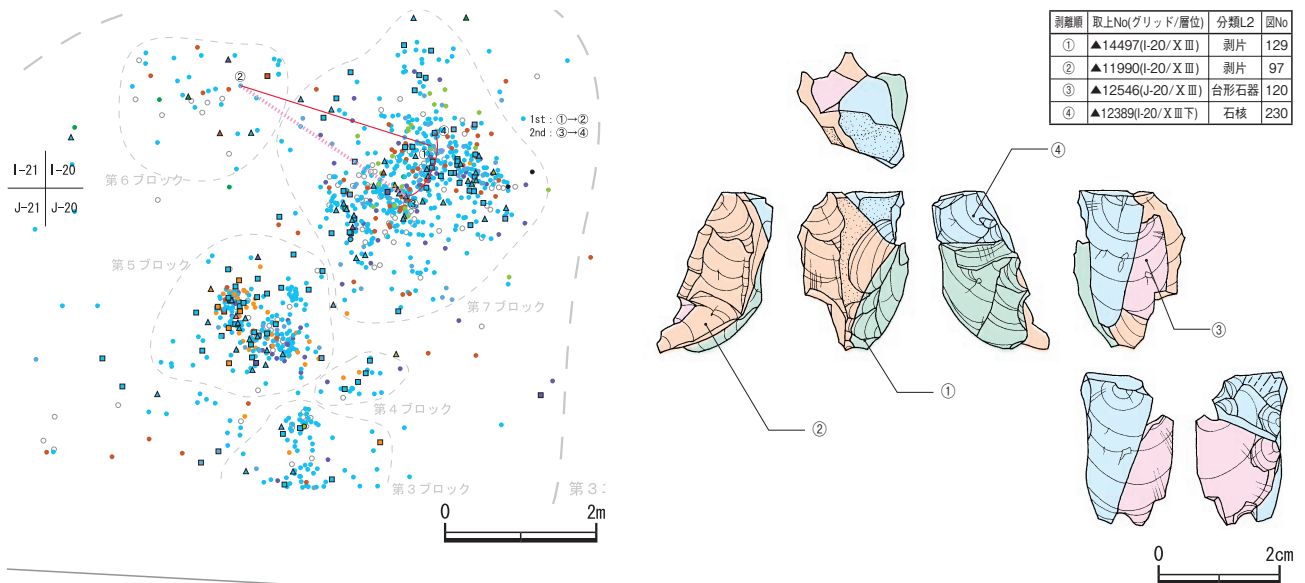 ②
④
①
1st : ①→②
2nd : ③→④
I-21 I-20
J-21 J-20
第6ブロック
第5ブロック
第7ブロック
第4ブロック
第3ブロック
0 2m
剥離順 取上No(グリッド/層位) 分類L2 図No
① ▲14497(I-20/ⅩⅢ) 剥片 129
② ▲11990(I-20/ⅩⅢ) 剥片 97
③ ▲12546(J-20/ⅩⅢ) 台形石器 120
④ ▲12389(I-20/ⅩⅢ下) 石核 230
④
③
①
②
0 2cm